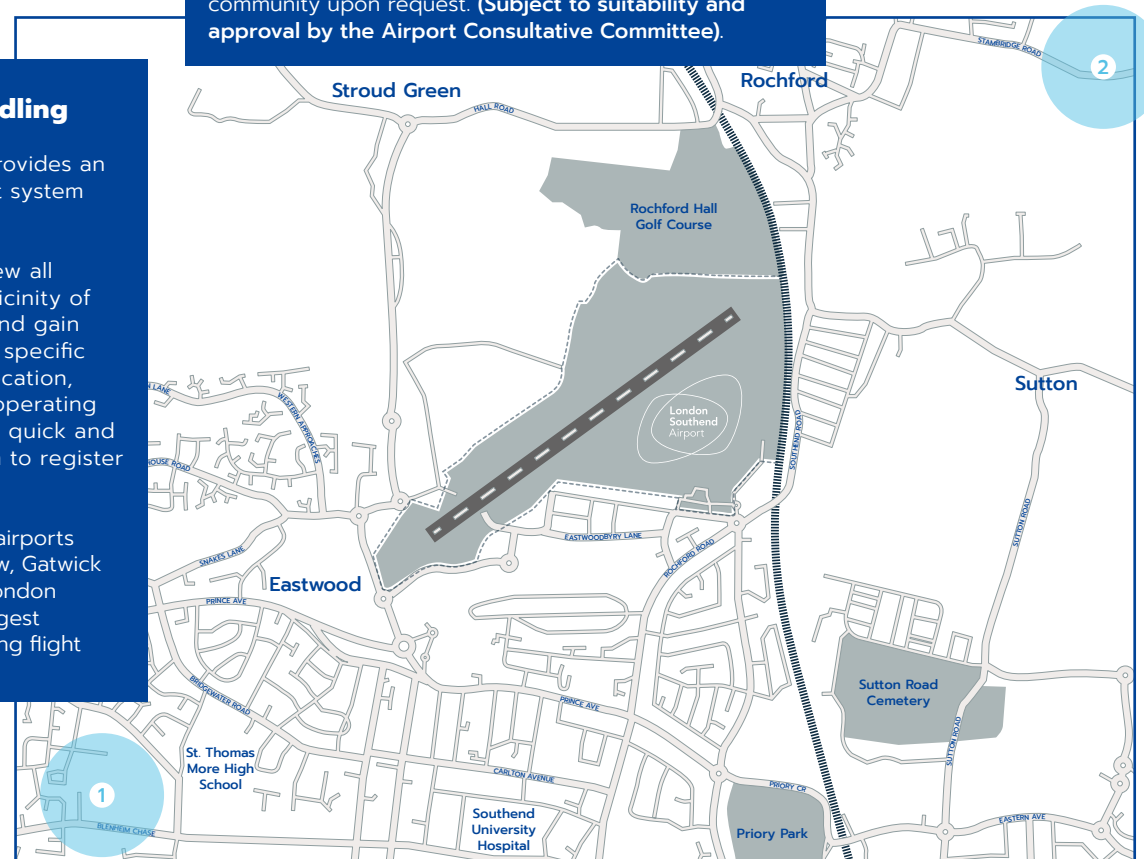 community upon request. (Subject to suitability and
approval by the Airport Consultative Committee).
dling
rovides an
t system
ew all
icinity of
nd gain
specific
cation,
operating
quick and
n to register
airports
w, Gatwick
ondon
gest
ng flight
Stroud Green
Rochford
HALL ROAD
STAMBRIDGE ROAD
2
Rochford Hall
Golf Course
London
Southend
Airport
Sutton
SOUTHEND ROAD
SUTTON ROAD
N LANE
WESTERN APPROACHES
HOUSE ROAD
SNAKES LANE
Eastwood
EASTWOODBYRY LANE
ROCHFORD ROAD
PRINCE AVE
BRIDGEWATER ROAD
PRINCE AVE
Sutton Road
Cemetery
SUTTON ROAD
St. Thomas
More High
School
CARLTON AVENUE
PRIORY CR
1
BLENHEIM CHASE
Southend
University
Hospital
Priory Park
EASTERN AVE